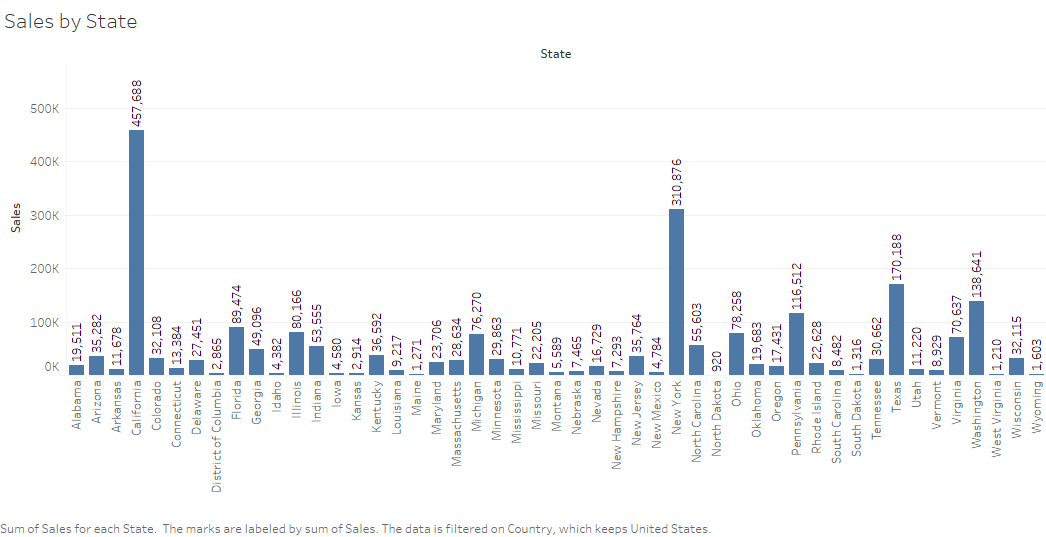 Sales by State
State
Sales
500K
400K
300K
200K
100K
0K
19,511
35,282
11,678
457,688
32,108
13,384
27,451
2,865
89,474
49,096
4,382
80,166
53,555
4,580
2,914
36,592
9,217
1,271
23,706
28,634
76,270
29,863
10,771
22,205
5,589
7,465
16,729
7,293
35,764
4,784
310,876
55,603
920
78,258
19,683
17,431
116,512
22,628
8,482
1,316
30,662
170,188
11,220
8,929
70,637
138,641
1,210
32,115
1,603
Alabama
Arizona
Arkansas
California
Colorado
Connecticut
Delaware
District of Columbia
Florida
Georgia
Idaho
Illinois
Indiana
Iowa
Kansas
Kentucky
Louisiana
Maine
Maryland
Massachusetts
Michigan
Minnesota
Mississippi
Missouri
Montana
Nebraska
Nevada
New Hampshire
New Jersey
New Mexico
New York
North Carolina
North Dakota
Ohio
Oklahoma
Oregon
Pennsylvania
Rhode Island
South Carolina
South Dakota
Tennessee
Texas
Utah
Vermont
Virginia
Washington
West Virginia
Wisconsin
Wyoming
Sum of Sales for each State.  The marks are labeled by sum of Sales. The data is filtered on Country, which keeps United States.